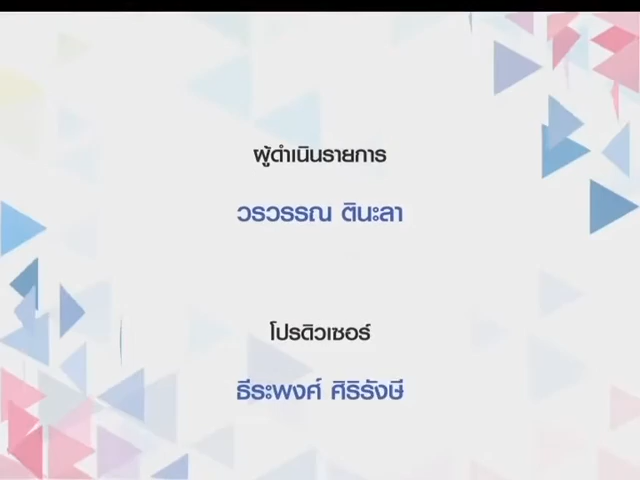 ผู้ดำเนินรายการ
วรวรรณ ตินะลา
โปรดิวเซอร์
ธีระพงศ์ ศิริรังษี